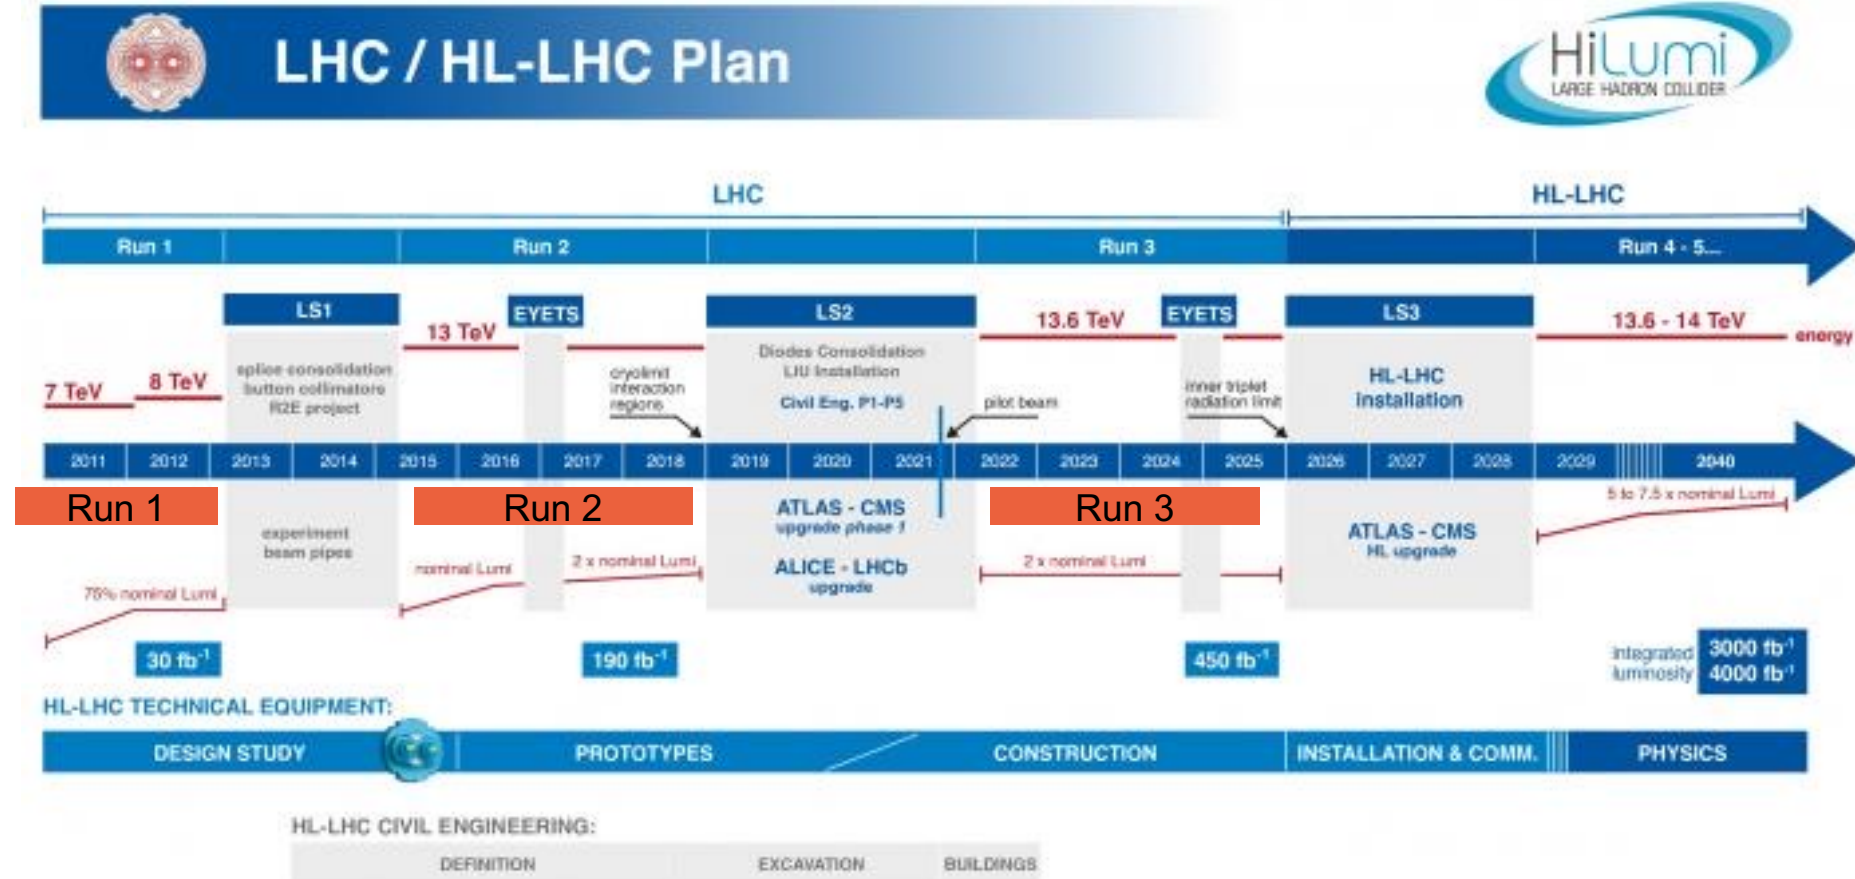 LHC / HL-LHC Plan
HiLumi
LARGE HADRON COLLIDER
LHC
HL-LHC
Run 1
Run 2
Run 3
Run 4 - 5...
LS1
EYETS
LS2
EYETS
LS3
13 TeV
13.6 TeV
13.6 - 14 TeV
energy
7 TeV
8 TeV
splice consolidation
button collimators
R2E project
cryolimit
interaction
regions
Diodes Consolidation
LIU Installation
Civil Eng. P1-P5
pilot beam
inner triplet
radiation limit
HL-LHC
installation
2011
2012
2013
2014
2015
2016
2017
2018
2019
2020
2021
2022
2023
2024
2025
2026
2027
2028
2029
2040
Run 1
Run 2
Run 3
5 to 7.5 x nominal Lumi
experiment
beam pipes
ATLAS - CMS
upgrade phase 1
ALICE - LHCb
upgrade
ATLAS - CMS
HL upgrade
75% nominal Lumi
nominal Lumi
2 x nominal Lumi
2 x nominal Lumi
30 fb⁻¹
190 fb⁻¹
450 fb⁻¹
integrated
luminosity
3000 fb⁻¹
4000 fb⁻¹
HL-LHC TECHNICAL EQUIPMENT:
DESIGN STUDY
PROTOTYPES
CONSTRUCTION
INSTALLATION & COMM.
PHYSICS
HL-LHC CIVIL ENGINEERING:
DEFINITION
EXCAVATION
BUILDINGS